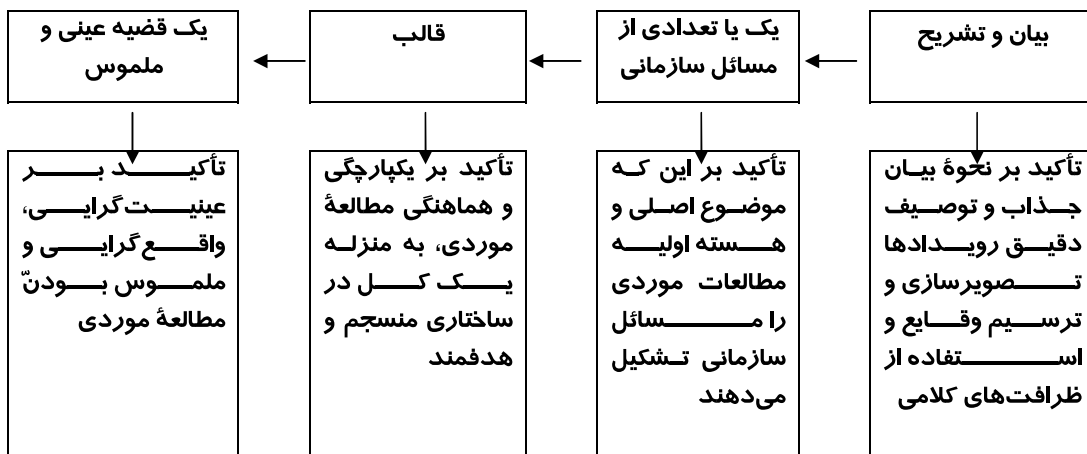 بیان و تشریح
یک یا تعدادی از
مسائل سازمانی
قالب
یک قضیه عینی و
ملموس
تأکید بر نحوۀ بیان
جذاب و توصیف
دقیق رویدادها
تصویرسازی و
ترسیم وقایع و
استفاده از
ظرافت‌های کلامی
تأکید بر این که
موضوع اصلی و
هسته اولیه
مطالعات موردی
را مسائل
سازمانی تشکیل
می‌دهند
تأکید بر یکپارچگی
و هماهنگی مطالعۀ
موردی، به منزله
یک کل در
ساختاری منسجم و
هدفمند
تأکید بر
عینیت‌گرایی،
واقع‌گرایی و
ملموس بودنّ
مطالعۀ موردی